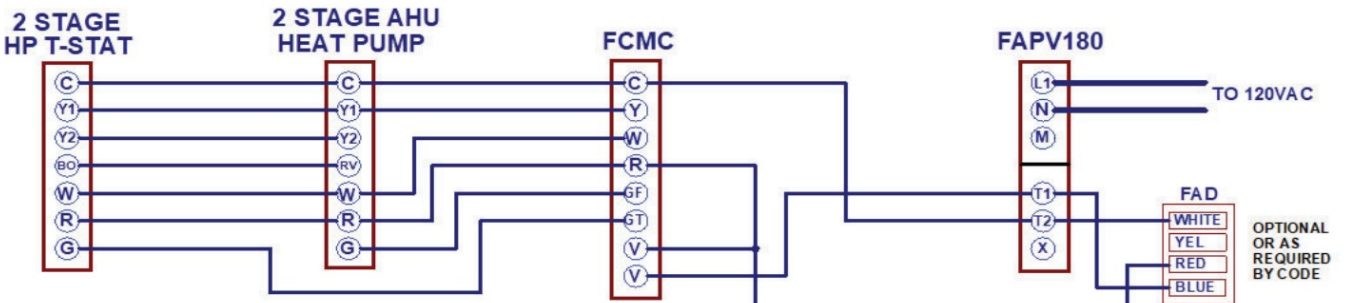 2 STAGE
HP T-STAT
C
Y1
Y2
BO
W
R
G
2 STAGE AHU
HEAT PUMP
C
Y1
Y2
RV
W
R
G
FCMC
C
Y
W
R
GF
GT
V
V
FAPV180
L1
N
M
T1
T2
X
TO 120VAC
FAD
WHITE
YEL
RED
BLUE
OPTIONAL
OR AS
REQUIRED
BY CODE